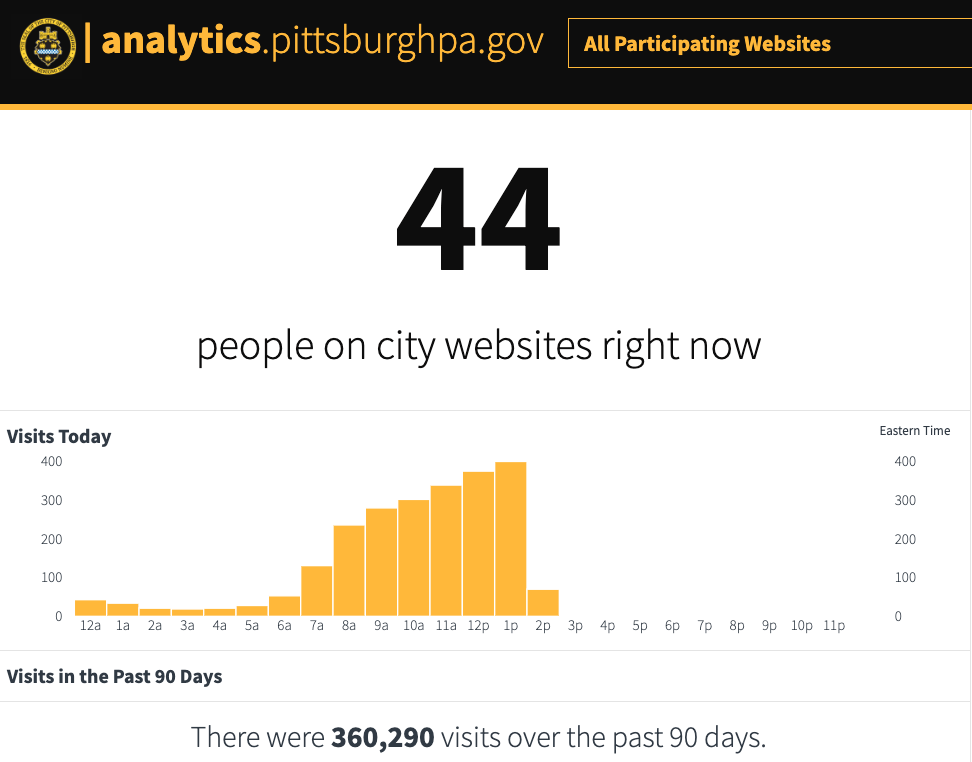 | analytics.pittsburghpa.gov
All Participating Websites
44
people on city websites right now
Visits Today
Eastern Time
400 400
300 300
200 200
100 100
0 0
12a 1a 2a 3a 4a 5a 6a 7a 8a 9a 10a 11a 12p 1p 2p 3p 4p 5p 6p 7p 8p 9p 10p 11p
Visits in the Past 90 Days
There were 360,290 visits over the past 90 days.